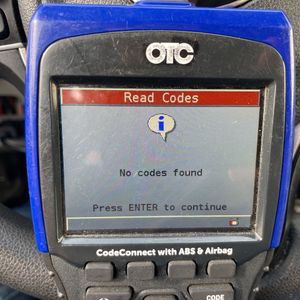 OTC
Read Codes
i
No codes found
Press ENTER to continue
CodeConnect with ABS & Airbag
CODE